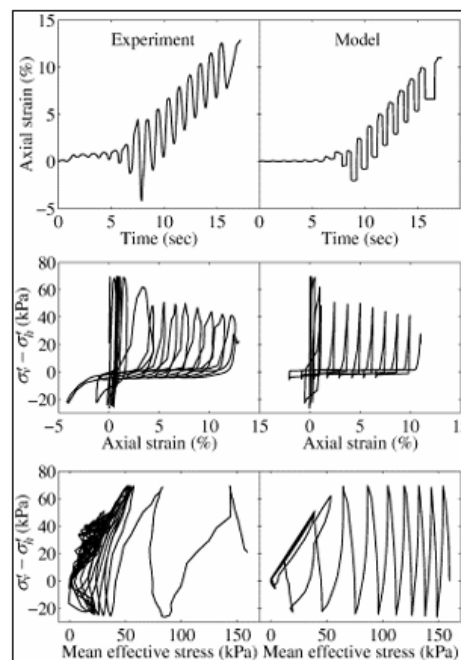 Experiment
Model
Axial strain (%)
15
10
5
0
−5
0 5 10 15
0 5 10 15
Time (sec)
Time (sec)
σ′v − σ′h (kPa)
80
60
40
20
0
−20
−5 0 5 10 15
0 5 10 15
Axial strain (%)
Axial strain (%)
σ′v − σ′h (kPa)
80
60
40
20
0
−20
0 50 100 150
0 50 100 150
Mean effective stress (kPa)
Mean effective stress (kPa)